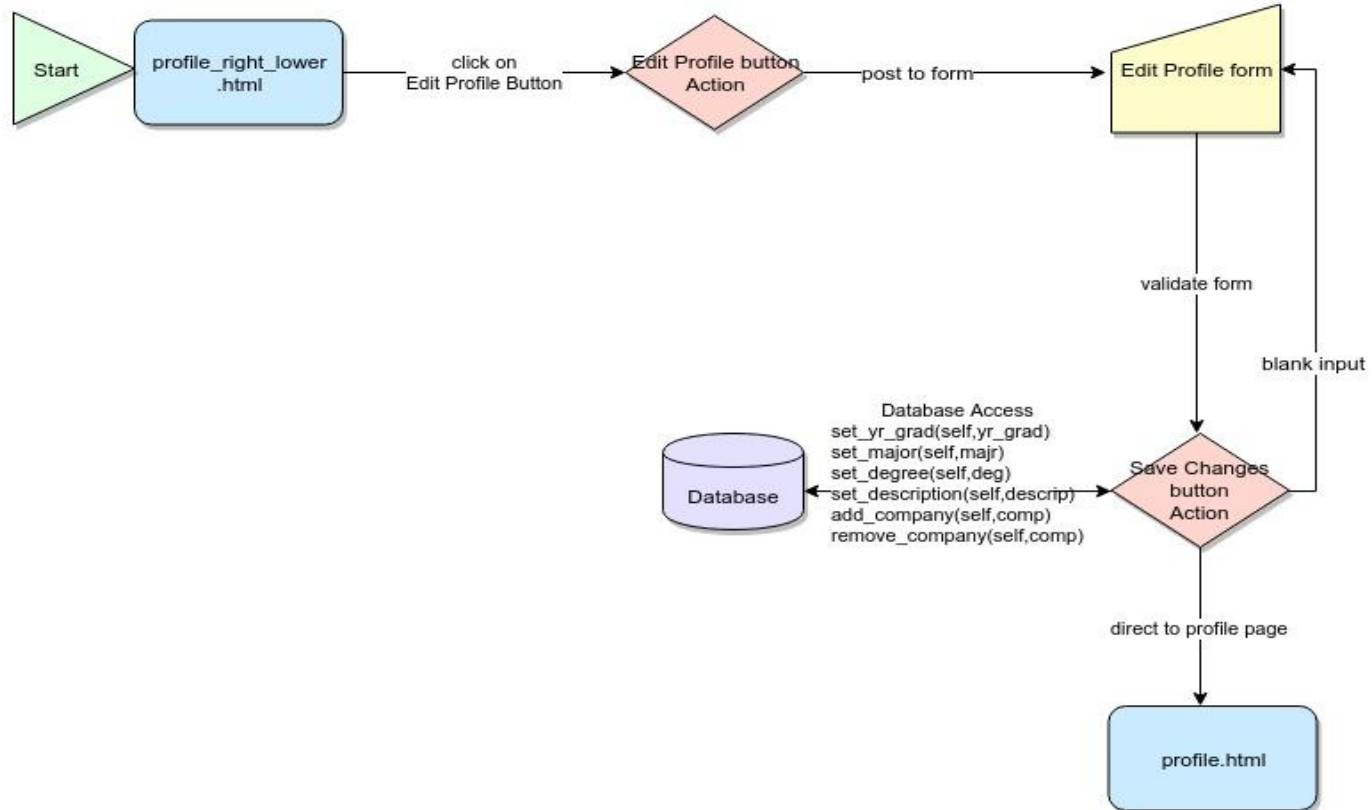 Start
profile_right_lower
.html
click on
Edit Profile Button
Edit Profile button
Action
post to form
Edit Profile form
validate form
blank input
Database Access
set_yr_grad(self,yr_grad)
set_major(self,majr)
set_degree(self,deg)
set_description(self,descrip)
add_company(self,comp)
remove_company(self,comp)
Database
Save Changes
button
Action
direct to profile page
profile.html